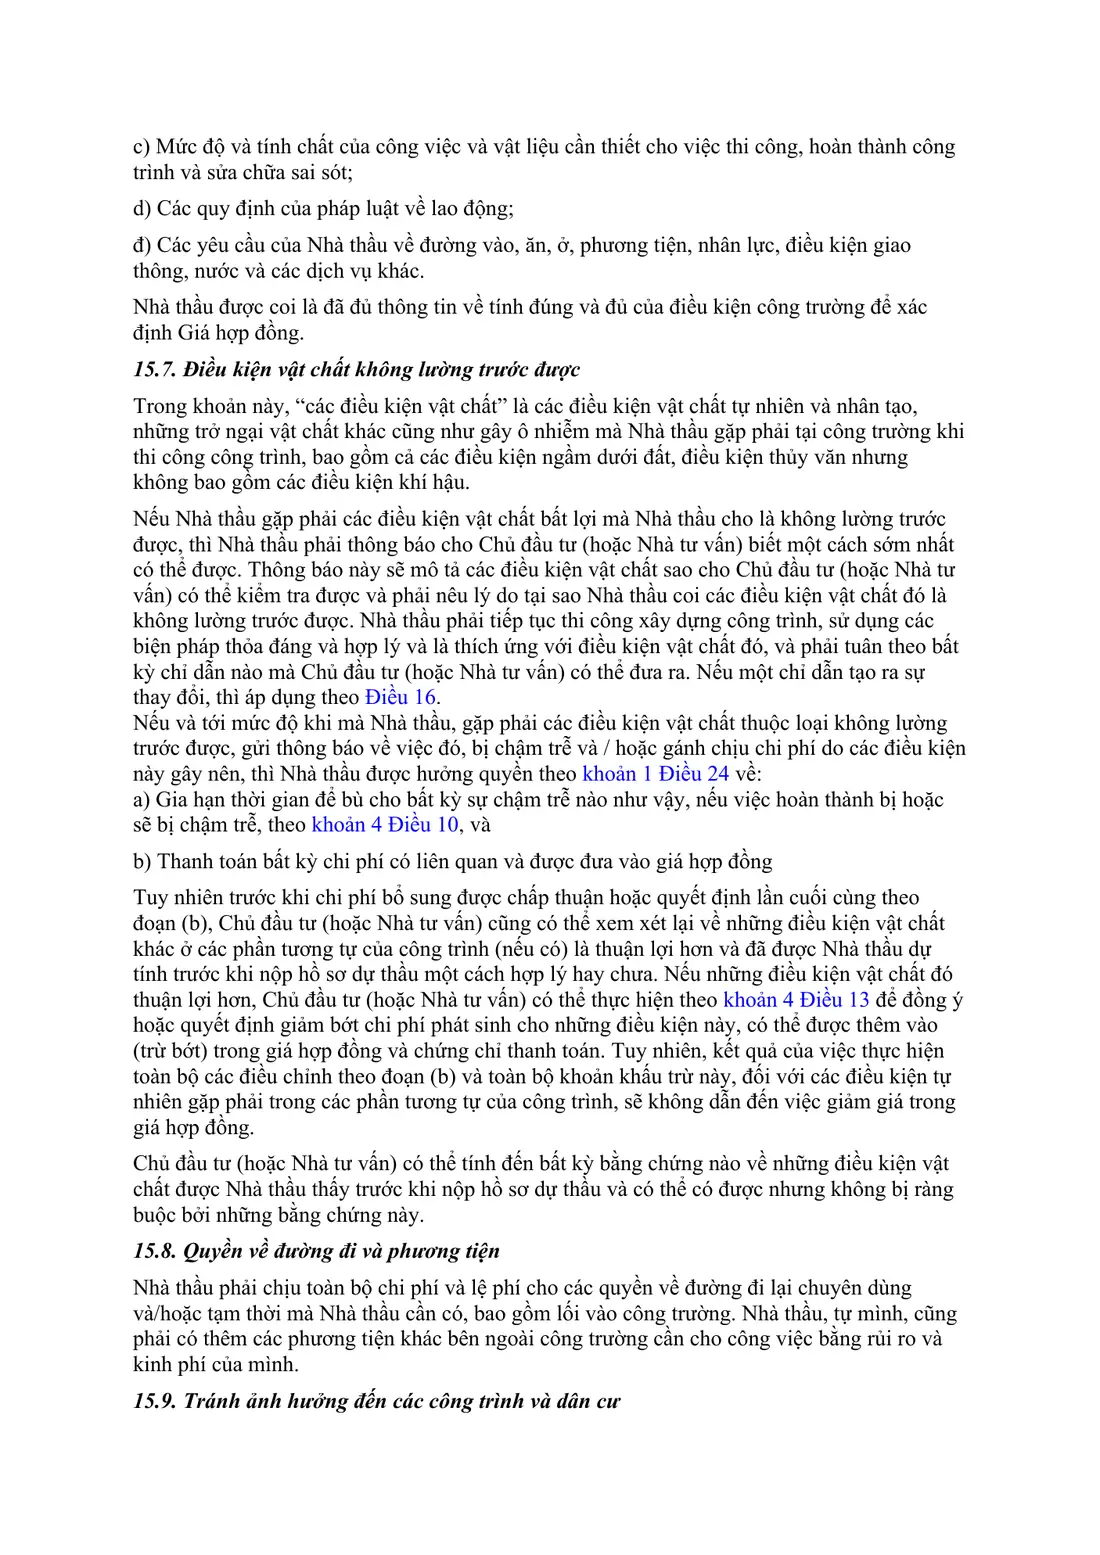 c) Mức độ và tính chất của công việc và vật liệu cần thiết cho việc thi công, hoàn thành công
trình và sửa chữa sai sót;
d) Các quy định của pháp luật về lao động;
đ) Các yêu cầu của Nhà thầu về đường vào, ăn, ở, phương tiện, nhân lực, điều kiện giao
thông, nước và các dịch vụ khác.
Nhà thầu được coi là đã đủ thông tin về tính đúng và đủ của điều kiện công trường để xác
định Giá hợp đồng.
15.7. Điều kiện vật chất không lường trước được
Trong khoản này, “các điều kiện vật chất” là các điều kiện vật chất tự nhiên và nhân tạo,
những trở ngại vật chất khác cũng như gây ô nhiễm mà Nhà thầu gặp phải tại công trường khi
thi công công trình, bao gồm cả các điều kiện ngầm dưới đất, điều kiện thủy văn nhưng
không bao gồm các điều kiện khí hậu.
Nếu Nhà thầu gặp phải các điều kiện vật chất bất lợi mà Nhà thầu cho là không lường trước
được, thì Nhà thầu phải thông báo cho Chủ đầu tư (hoặc Nhà tư vấn) biết một cách sớm nhất
có thể được. Thông báo này sẽ mô tả các điều kiện vật chất sao cho Chủ đầu tư (hoặc Nhà tư
vấn) có thể kiểm tra được và phải nêu lý do tại sao Nhà thầu coi các điều kiện vật chất đó là
không lường trước được. Nhà thầu phải tiếp tục thi công xây dựng công trình, sử dụng các
biện pháp thỏa đáng và hợp lý và là thích ứng với điều kiện vật chất đó, và phải tuân theo bất
kỳ chỉ dẫn nào mà Chủ đầu tư (hoặc Nhà tư vấn) có thể đưa ra. Nếu một chỉ dẫn tạo ra sự
thay đổi, thì áp dụng theo Điều 16.
Nếu và tới mức độ khi mà Nhà thầu, gặp phải các điều kiện vật chất thuộc loại không lường
trước được, gửi thông báo về việc đó, bị chậm trễ và / hoặc gánh chịu chi phí do các điều kiện
này gây nên, thì Nhà thầu được hưởng quyền theo khoản 1 Điều 24 về:
a) Gia hạn thời gian để bù cho bất kỳ sự chậm trễ nào như vậy, nếu việc hoàn thành bị hoặc
sẽ bị chậm trễ, theo khoản 4 Điều 10, và
b) Thanh toán bất kỳ chi phí có liên quan và được đưa vào giá hợp đồng
Tuy nhiên trước khi chi phí bổ sung được chấp thuận hoặc quyết định lần cuối cùng theo
đoạn (b), Chủ đầu tư (hoặc Nhà tư vấn) cũng có thể xem xét lại về những điều kiện vật chất
khác ở các phần tương tự của công trình (nếu có) là thuận lợi hơn và đã được Nhà thầu dự
tính trước khi nộp hồ sơ dự thầu một cách hợp lý hay chưa. Nếu những điều kiện vật chất đó
thuận lợi hơn, Chủ đầu tư (hoặc Nhà tư vấn) có thể thực hiện theo khoản 4 Điều 13 để đồng ý
hoặc quyết định giảm bớt chi phí phát sinh cho những điều kiện này, có thể được thêm vào
(trừ bớt) trong giá hợp đồng và chứng chỉ thanh toán. Tuy nhiên, kết quả của việc thực hiện
toàn bộ các điều chỉnh theo đoạn (b) và toàn bộ khoản khấu trừ này, đối với các điều kiện tự
nhiên gặp phải trong các phần tương tự của công trình, sẽ không dẫn đến việc giảm giá trong
giá hợp đồng.
Chủ đầu tư (hoặc Nhà tư vấn) có thể tính đến bất kỳ bằng chứng nào về những điều kiện vật
chất được Nhà thầu thấy trước khi nộp hồ sơ dự thầu và có thể có được nhưng không bị ràng
buộc bởi những bằng chứng này.
15.8. Quyền về đường đi và phương tiện
Nhà thầu phải chịu toàn bộ chi phí và lệ phí cho các quyền về đường đi lại chuyên dùng
và/hoặc tạm thời mà Nhà thầu cần có, bao gồm lối vào công trường. Nhà thầu, tự mình, cũng
phải có thêm các phương tiện khác bên ngoài công trường cần cho công việc bằng rủi ro và
kinh phí của mình.
15.9. Tránh ảnh hưởng đến các công trình và dân cư